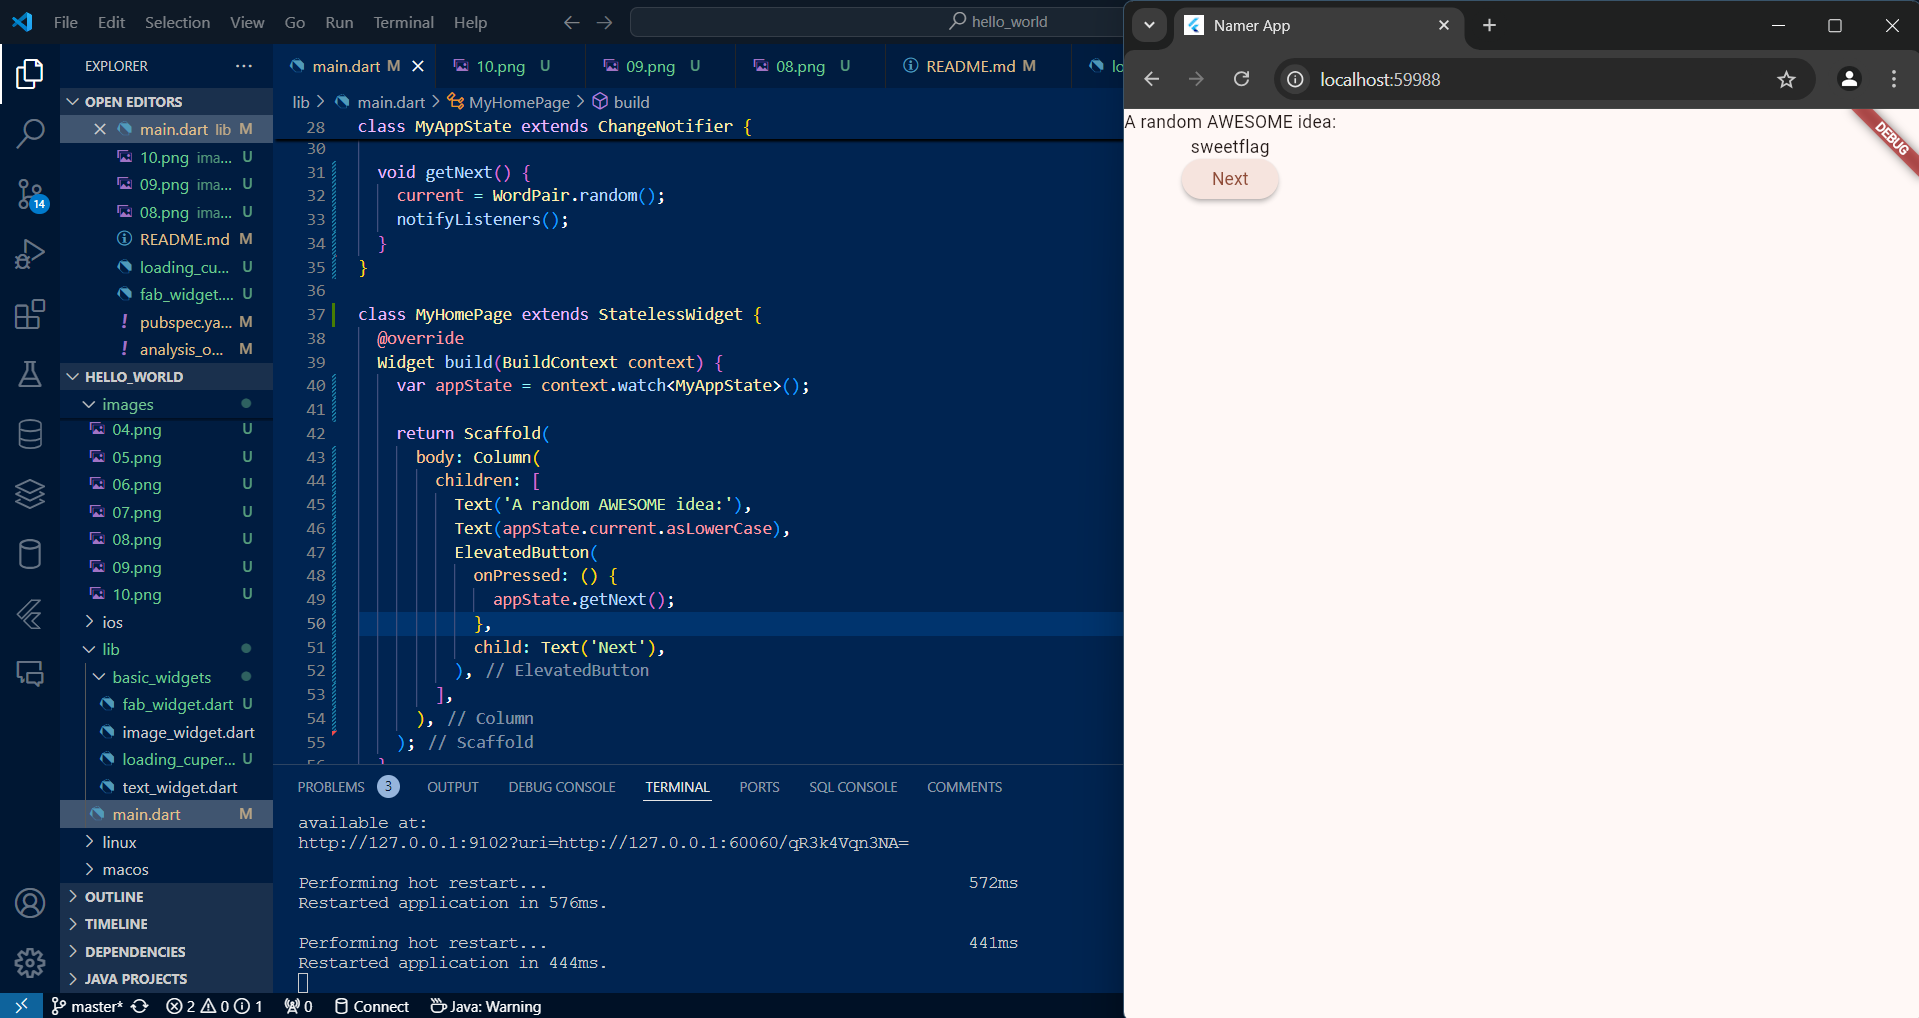 File Edit Selection View Go Run Terminal Help
hello_world
EXPLORER
OPEN EDITORS
main.dart lib M
10.png ima... U
09.png ima... U
08.png ima... U
README.md M
loading_cu... U
fab_widget.... U
! pubspec.ya... M
! analysis_o... M
HELLO_WORLD
images
04.png U
05.png U
06.png U
07.png U
08.png U
09.png U
10.png U
ios
lib
basic_widgets
fab_widget.dart U
image_widget.dart
loading_cuper... U
text_widget.dart
main.dart M
linux
macos
OUTLINE
TIMELINE
DEPENDENCIES
JAVA PROJECTS
14
main.dart M
10.png U
09.png U
08.png U
README.md M
lo
lib > main.dart > MyHomePage > build
28 class MyAppState extends ChangeNotifier {
30
31 void getNext() {
32 current = WordPair.random();
33 notifyListeners();
34 }
35 }
36
37 class MyHomePage extends StatelessWidget {
38 @override
39 Widget build(BuildContext context) {
40 var appState = context.watch<MyAppState>();
41
42 return Scaffold(
43 body: Column(
44 children: [
45 Text('A random AWESOME idea:'),
46 Text(appState.current.asLowerCase),
47 ElevatedButton(
48 onPressed: () {
49 appState.getNext();
50 },
51 child: Text('Next'),
52 ), // ElevatedButton
53 ],
54 ), // Column
55 ); // Scaffold
56 }
PROBLEMS 3 OUTPUT DEBUG CONSOLE TERMINAL PORTS SQL CONSOLE COMMENTS
available at:
http://127.0.0.1:9102?uri=http://127.0.0.1:60060/qR3k4Vqn3NA=
Performing hot restart... 572ms
Restarted application in 576ms.
Performing hot restart... 441ms
Restarted application in 444ms.
master* 2 0 1 0 Connect Java: Warning
Namer App
localhost:59988
A random AWESOME idea:
sweetflag
Next
DEBUG